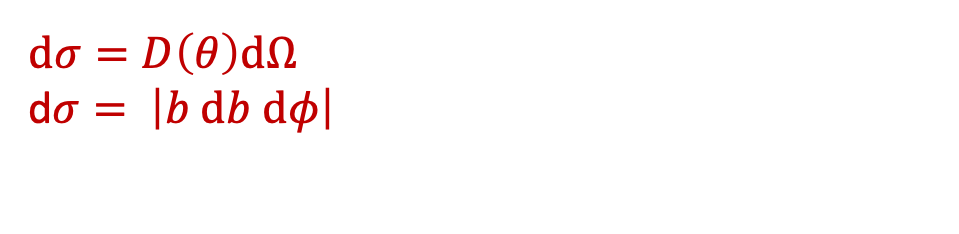 dσ = D(θ)dΩ
dσ = |b db dϕ|